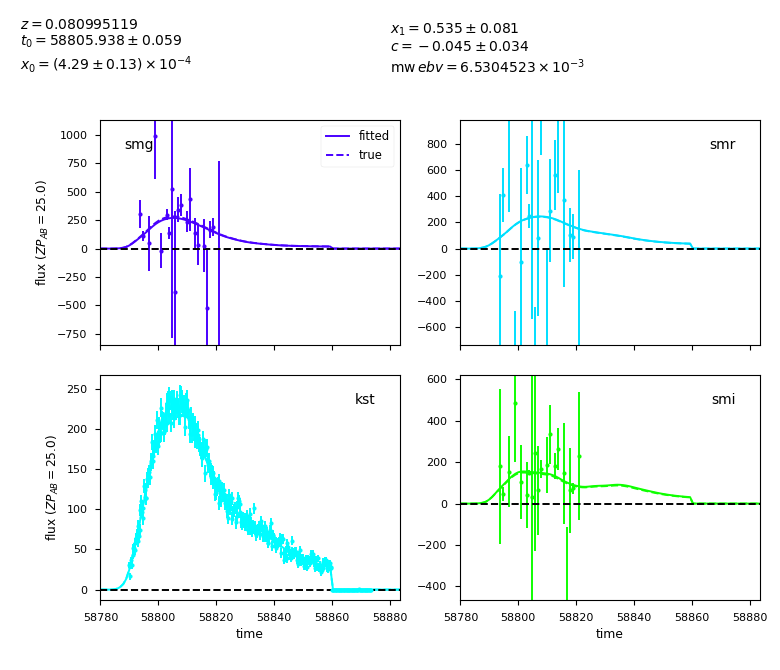 z = 0.080995119
t₀ = 58805.938 ± 0.059
x₀ = (4.29 ± 0.13) × 10⁻⁴
x₁ = 0.535 ± 0.081
c = −0.045 ± 0.034
mw ebv = 6.5304523 × 10⁻³
smg
fitted
true
1000
750
500
250
0
−250
−500
−750
flux (ZP_AB = 25.0)
smr
800
600
400
200
0
−200
−400
−600
kst
250
200
150
100
50
0
flux (ZP_AB = 25.0)
58780 58800 58820 58840 58860 58880
time
smi
600
400
200
0
−200
−400
58780 58800 58820 58840 58860 58880
time